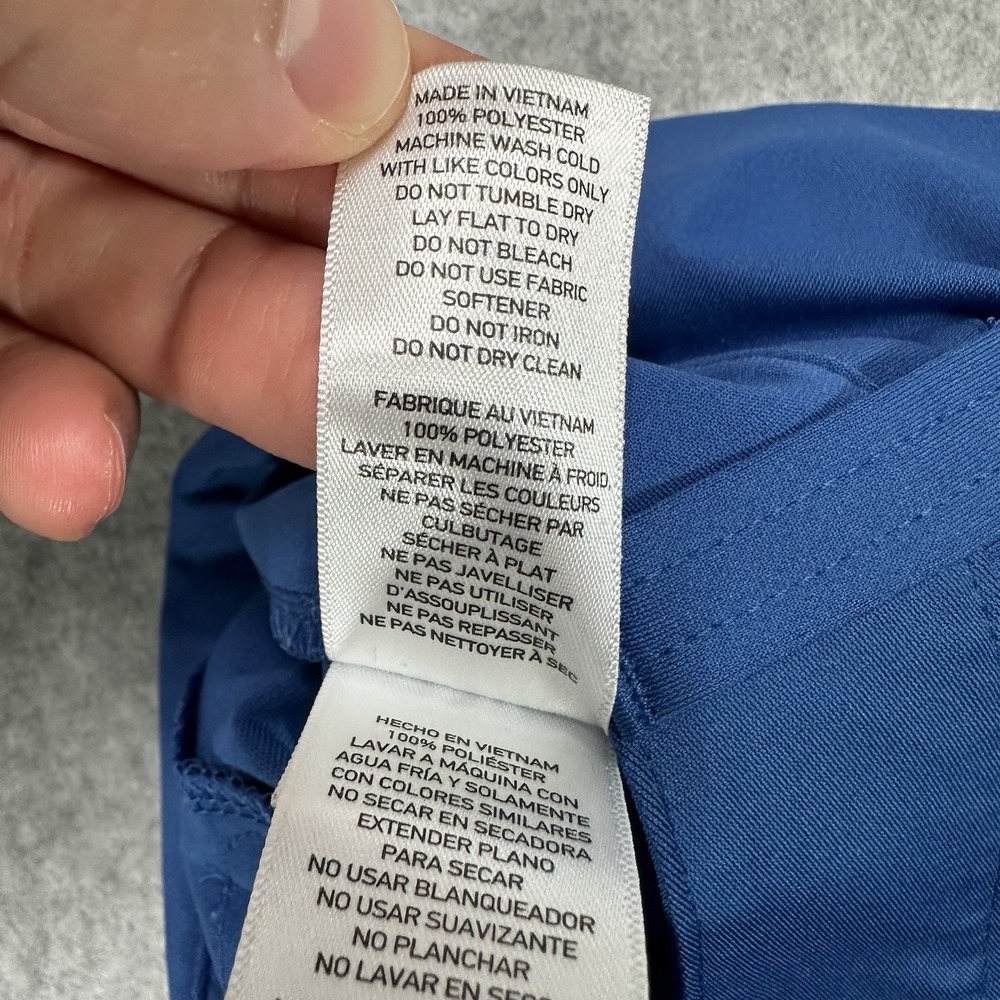 MADE IN VIETNAM
100% POLYESTER
MACHINE WASH COLD
WITH LIKE COLORS ONLY
DO NOT TUMBLE DRY
LAY FLAT TO DRY
DO NOT BLEACH
DO NOT USE FABRIC
SOFTENER
DO NOT IRON
DO NOT DRY CLEAN
FABRIQUE AU VIETNAM
100% POLYESTER
LAVER EN MACHINE À FROID
SÉPARER LES COULEURS
NE PAS SÉCHER PAR
CULBUTAGE
SÉCHER À PLAT
NE PAS JAVELLISER
NE PAS UTILISER
D'ASSOUPLISSANT
NE PAS REPASSER
NE PAS NETTOYER À SEC
HECHO EN VIETNAM
100% POLIÉSTER
LAVAR A MÁQUINA CON
AGUA FRÍA Y SOLAMENTE
CON COLORES SIMILARES
NO SECAR EN SECADORA
EXTENDER PLANO
PARA SECAR
NO USAR BLANQUEADOR
NO USAR SUAVIZANTE
NO PLANCHAR
NO LAVAR EN SECO